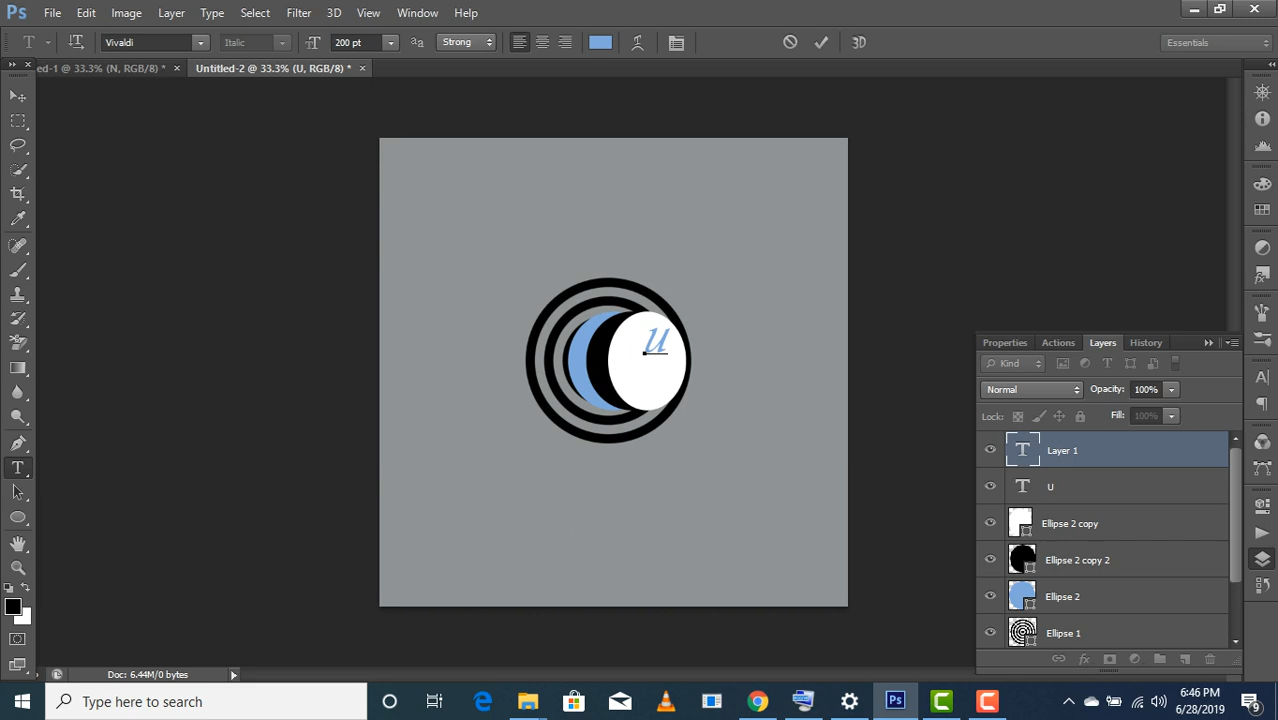 Ps File Edit Image Layer Type Select Filter 3D View Window Help
T Vivaldi Italic 200 pt aa Strong 3D Essentials
ed-1 @ 33.3% (N, RGB/8) * × Untitled-2 @ 33.3% (U, RGB/8) * ×
u
Properties Actions Layers History
Kind
Normal Opacity: 100%
Lock: Fill: 100%
T Layer 1
T U
Ellipse 2 copy
Ellipse 2 copy 2
Ellipse 2
Ellipse 1
Doc: 6.44M/0 bytes
Type here to search
Ps
6:46 PM
6/28/2019
9